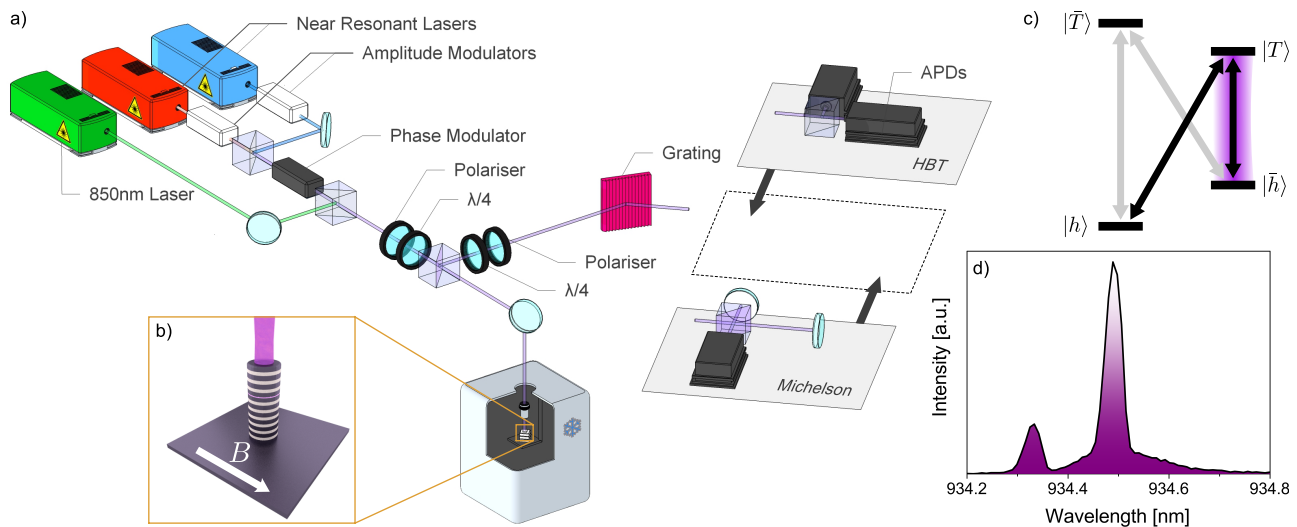 a)
Near Resonant Lasers
Amplitude Modulators
Phase Modulator
Polariser
λ/4
850nm Laser
Grating
Polariser
λ/4
APDs
HBT
Michelson
b)
B
c)
|T̄⟩
|T⟩
|h̄⟩
|h⟩
d)
Intensity [a.u.]
934.2 934.4 934.6 934.8
Wavelength [nm]